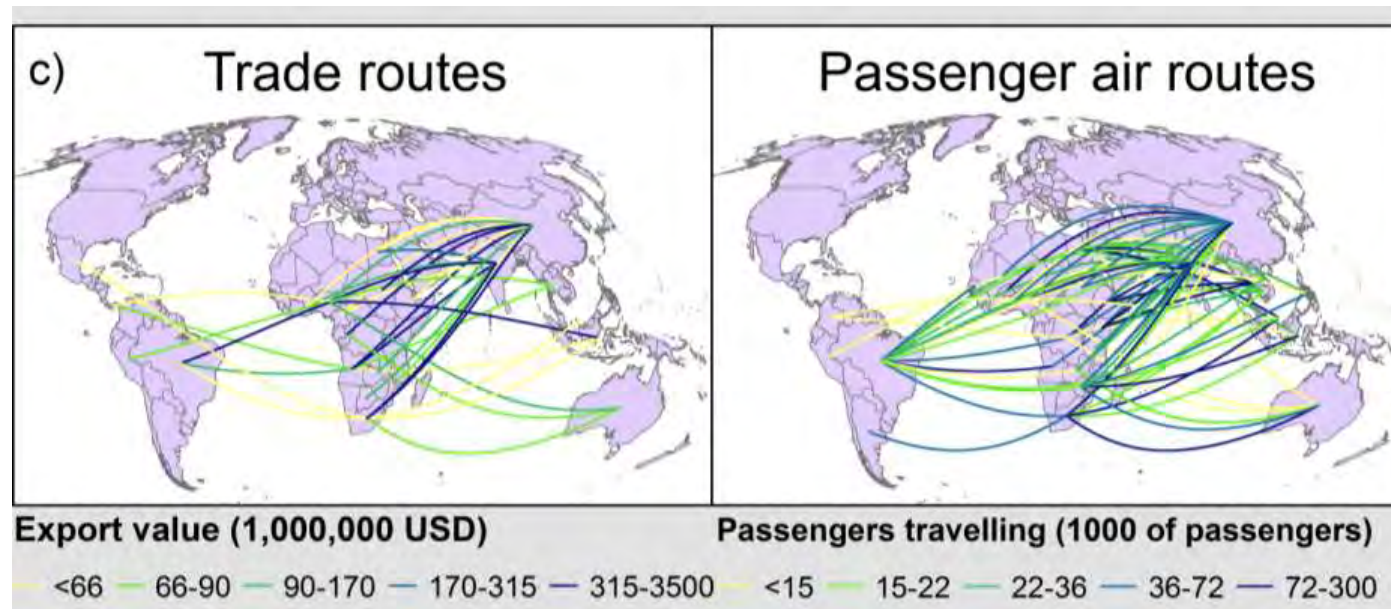 c) Trade routes
Passenger air routes
Export value (1,000,000 USD)
<66 66-90 90-170 170-315 315-3500
Passengers travelling (1000 of passengers)
<15 15-22 22-36 36-72 72-300